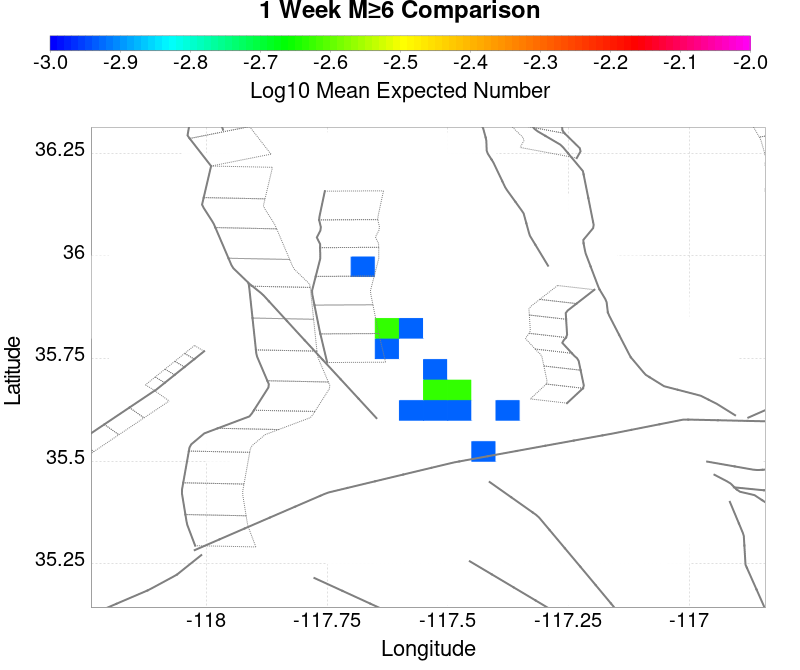 1 Week M≥6 Comparison
-3.0 -2.9 -2.8 -2.7 -2.6 -2.5 -2.4 -2.3 -2.2 -2.1 -2.0
Log10 Mean Expected Number
36.25
36
35.75
35.5
35.25
Latitude
-118 -117.75 -117.5 -117.25 -117
Longitude